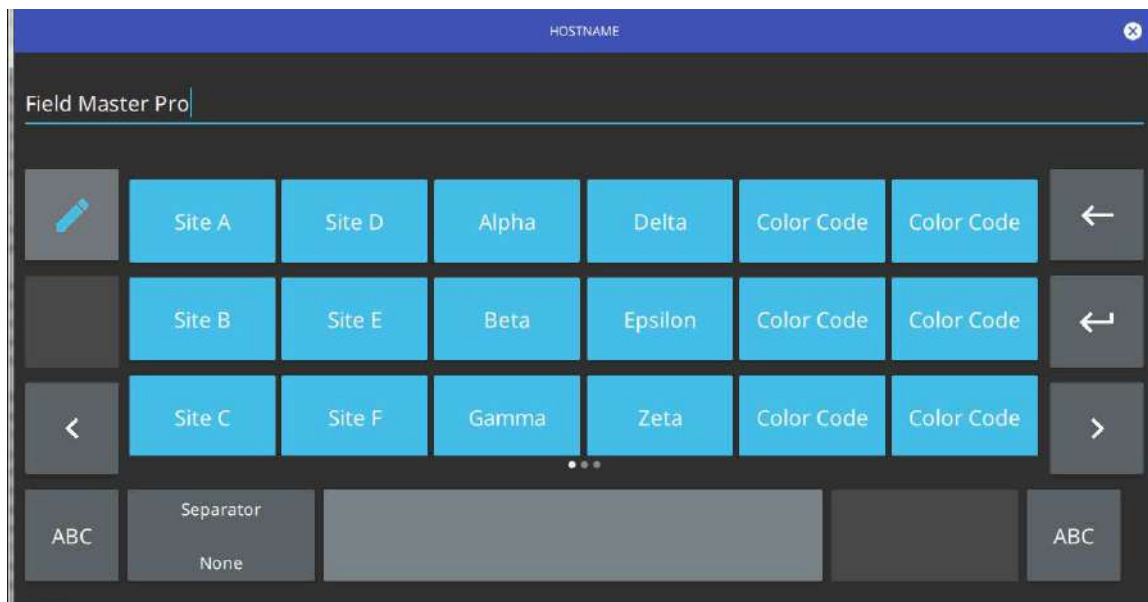 HOSTNAME
Field Master Pro
Site A Site D Alpha Delta Color Code Color Code
Site B Site E Beta Epsilon Color Code Color Code
Site C Site F Gamma Zeta Color Code Color Code
ABC Separator ABC
None